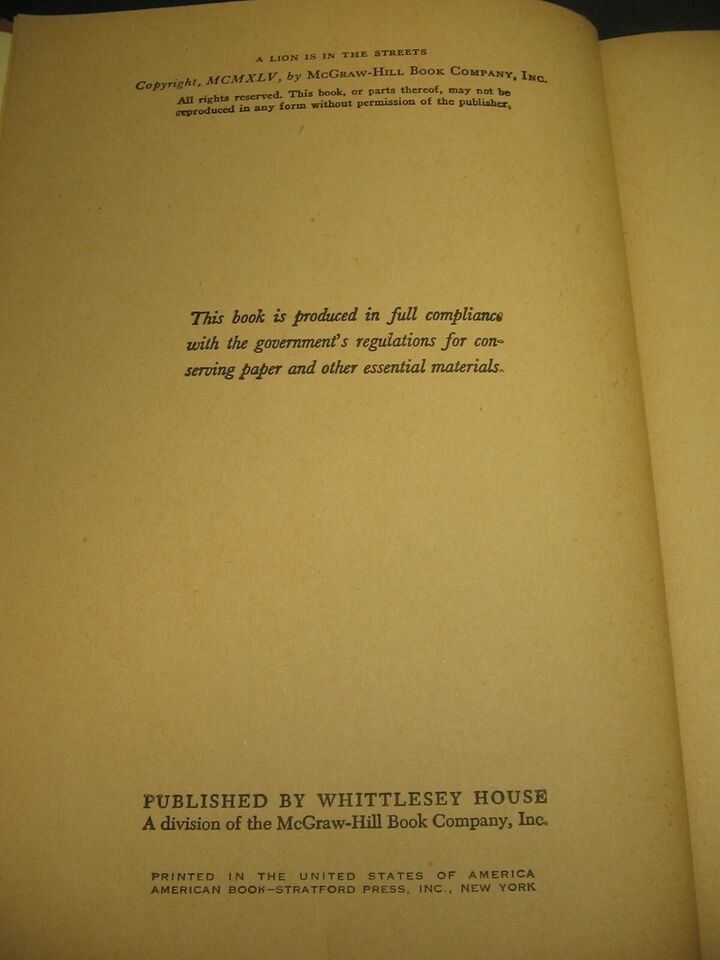 A LION IS IN THE STREETS
Copyright, MCMXLV, by McGraw-Hill Book Company, Inc.
All rights reserved. This book, or parts thereof, may not be
reproduced in any form without permission of the publisher.
This book is produced in full compliance
with the government's regulations for con-
serving paper and other essential materials.
PUBLISHED BY WHITTLESEY HOUSE
A division of the McGraw-Hill Book Company, Inc.
PRINTED IN THE UNITED STATES OF AMERICA
AMERICAN BOOK–STRATFORD PRESS, INC., NEW YORK